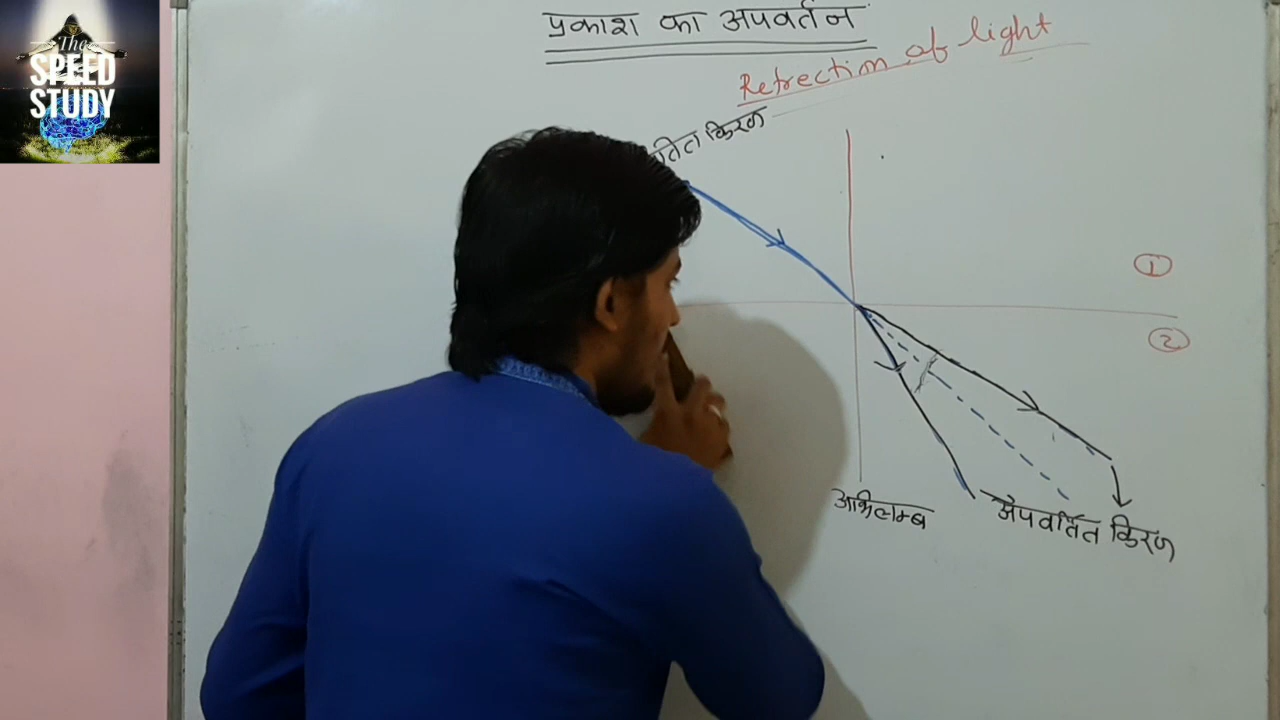 The
SPEED
STUDY
प्रकाश का अपवर्तन
Refrection of light
किरण
1
2
अभिलम्ब
अपवर्तित किरण